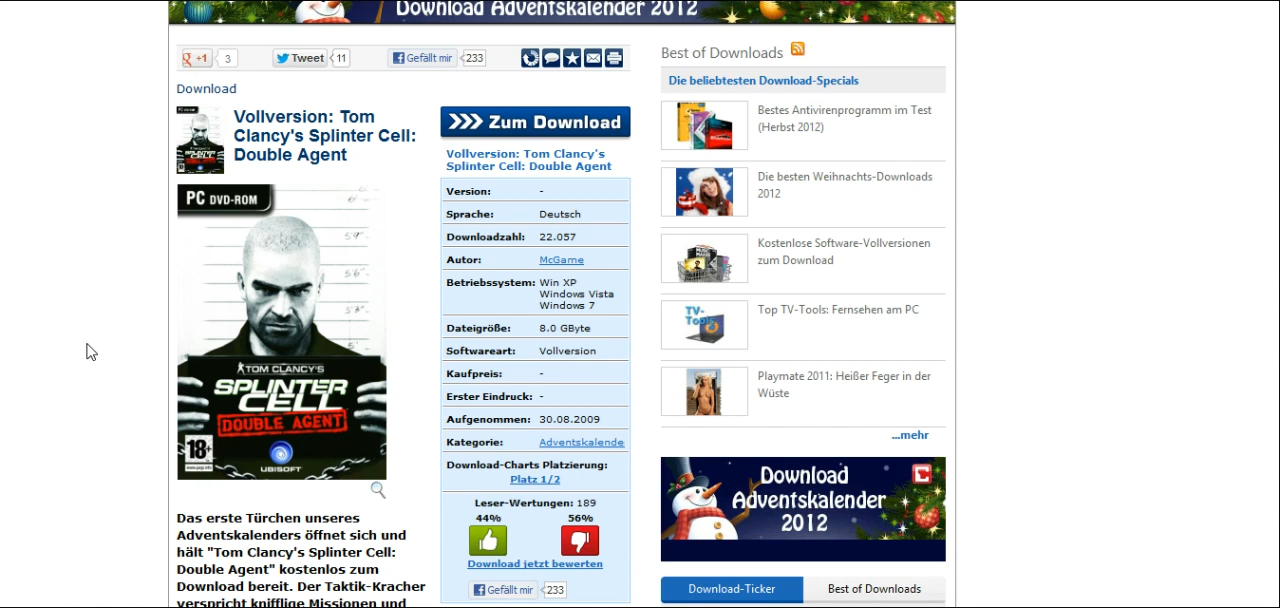 Download Adventskalender 2012
+1
3
Tweet
11
Gefällt mir
233
Download
Vollversion: Tom
Clancy's Splinter Cell:
Double Agent
PC DVD-ROM
TOM CLANCY'S
SPLINTER
CELL
DOUBLE AGENT
18+
UBISOFT
Das erste Türchen unseres
Adventskalenders öffnet sich und
hält "Tom Clancy's Splinter Cell:
Double Agent" kostenlos zum
Download bereit. Der Taktik-Kracher
verspricht knifflige Missionen und
Zum Download
Vollversion: Tom Clancy's
Splinter Cell: Double Agent
Version: -
Sprache: Deutsch
Downloadzahl: 22.057
Autor: McGame
Betriebssystem: Win XP
Windows Vista
Windows 7
Dateigröße: 8.0 GByte
Softwareart: Vollversion
Kaufpreis: -
Erster Eindruck: -
Aufgenommen: 30.08.2009
Kategorie: Adventskalende
Download-Charts Platzierung:
Platz 1/2
Leser-Wertungen: 189
44% 56%
Download jetzt bewerten
Gefällt mir 233
Best of Downloads
Die beliebtesten Download-Specials
Bestes Antivirenprogramm im Test
(Herbst 2012)
Die besten Weihnachts-Downloads
2012
Kostenlose Software-Vollversionen
zum Download
TV-
Tools
Top TV-Tools: Fernsehen am PC
Playmate 2011: Heißer Feger in der
Wüste
...mehr
Download
Adventskalender
2012
Download-Ticker
Best of Downloads